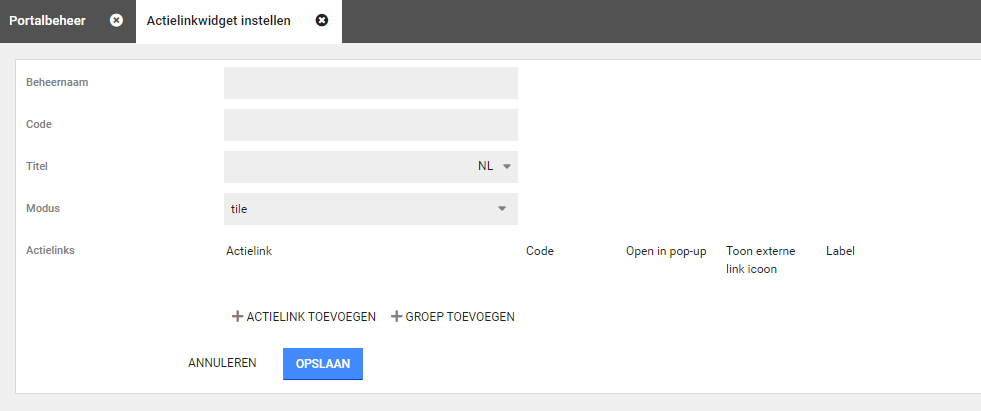 Portalbeheer
Actielinkwidget instellen
Beheernaam
Code
Titel
NL
Modus
tile
Actielinks
Actielink
Code
Open in pop-up
Toon externe
link icoon
Label
ACTIELINK TOEVOEGEN
GROEP TOEVOEGEN
ANNULEREN
OPSLAAN